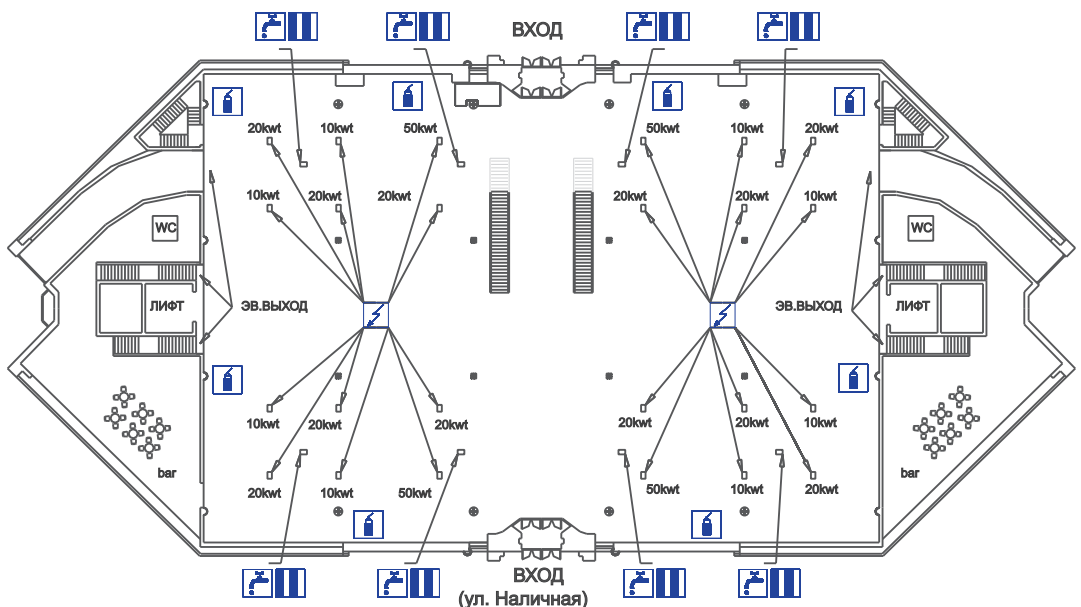 ВХОД
20kwt 10kwt 50kwt 50kwt 10kwt 20kwt
10kwt 20kwt 20kwt 20kwt 20kwt 10kwt
WC WC
ЛИФТ ЭВ.ВЫХОД ЭВ.ВЫХОД ЛИФТ
10kwt 20kwt 20kwt 20kwt 20kwt 10kwt
bar bar
20kwt 10kwt 50kwt 50kwt 10kwt 20kwt
ВХОД
(ул. Наличная)